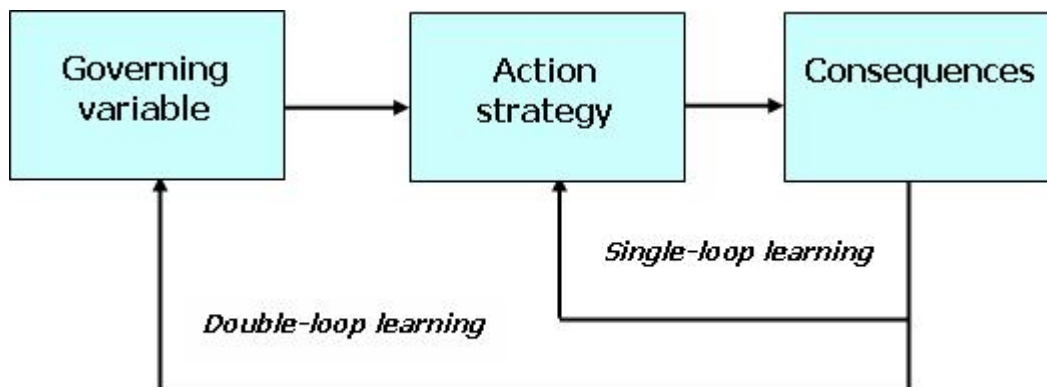 Governing
variable
Action
strategy
Consequences
Single-loop learning
Double-loop learning